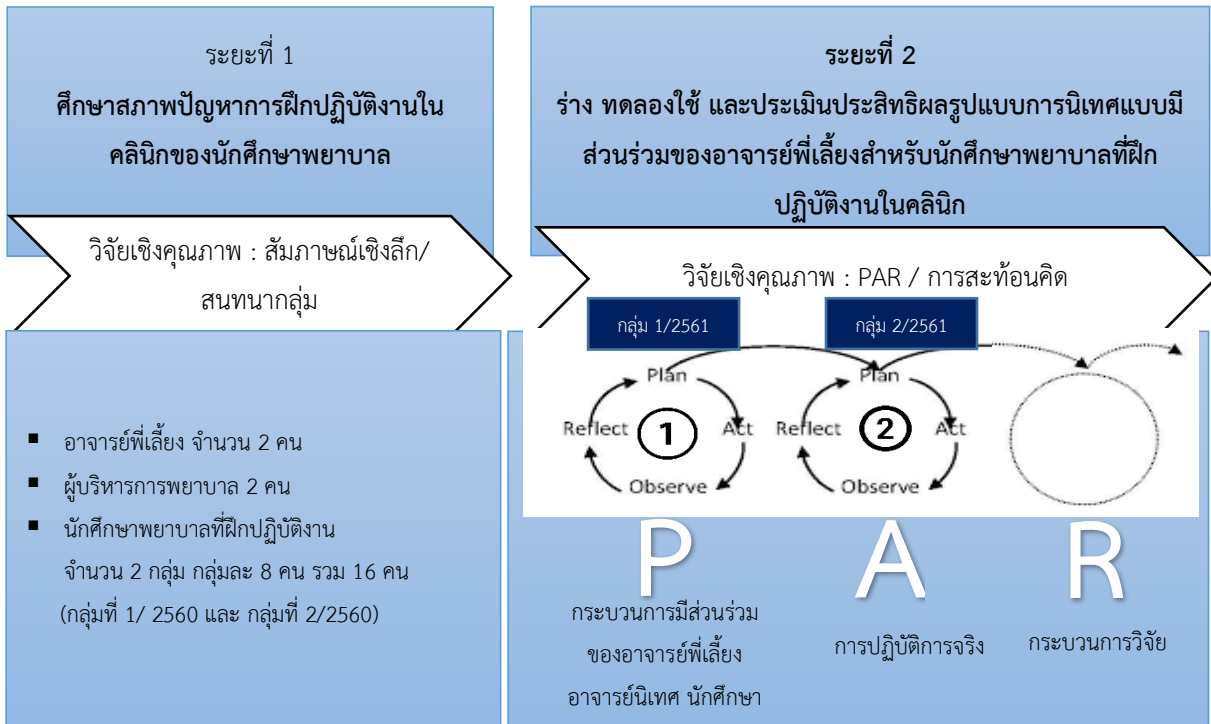 ระยะที่ 1
ศึกษาสภาพปัญหาการฝึกปฏิบัติงานใน
คลินิกของนักศึกษาพยาบาล
วิจัยเชิงคุณภาพ : สัมภาษณ์เชิงลึก/
สนทนากลุ่ม
▪ อาจารย์พี่เลี้ยง จำนวน 2 คน
▪ ผู้บริหารการพยาบาล 2 คน
▪ นักศึกษาพยาบาลที่ฝึกปฏิบัติงาน
จำนวน 2 กลุ่ม กลุ่มละ 8 คน รวม 16 คน
(กลุ่มที่ 1/ 2560 และ กลุ่มที่ 2/2560)
ระยะที่ 2
ร่าง ทดลองใช้ และประเมินประสิทธิผลรูปแบบการนิเทศแบบมี
ส่วนร่วมของอาจารย์พี่เลี้ยงสำหรับนักศึกษาพยาบาลที่ฝึก
ปฏิบัติงานในคลินิก
วิจัยเชิงคุณภาพ : PAR / การสะท้อนคิด
กลุ่ม 1/2561
กลุ่ม 2/2561
Plan
Reflect 1 Act
Observe
Plan
Reflect 2 Act
Observe
P
กระบวนการมีส่วนร่วม
ของอาจารย์พี่เลี้ยง
อาจารย์นิเทศ นักศึกษา
A
การปฏิบัติการจริง
R
กระบวนการวิจัย